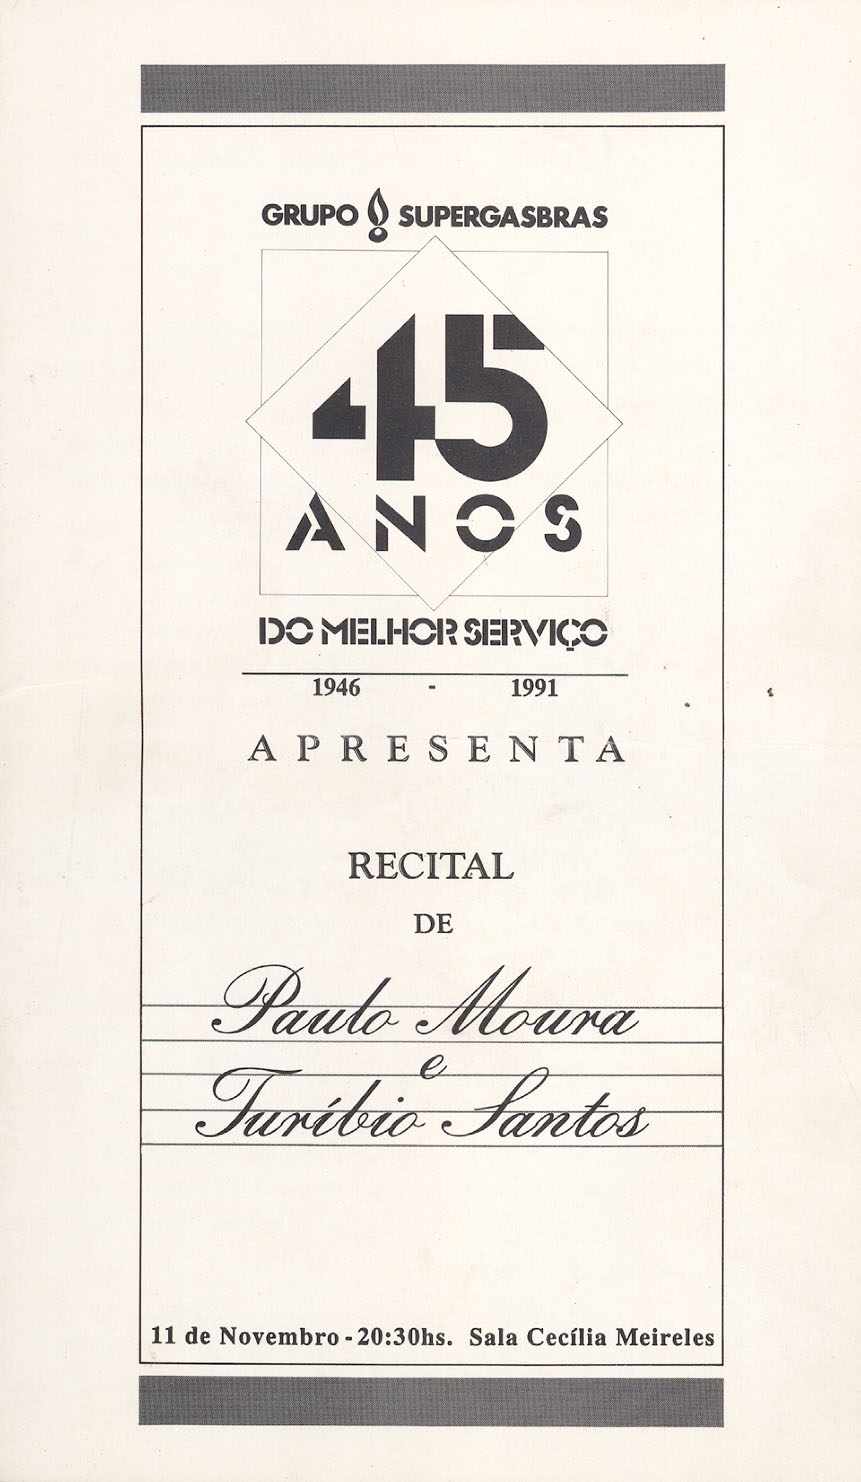 GRUPO SUPERGASBRAS
45
ANOS
DO MELHOR SERVIÇO
1946 - 1991
APRESENTA
RECITAL
DE
Paulo Moura
e
Turíbio Santos
11 de Novembro - 20:30hs. Sala Cecília Meireles